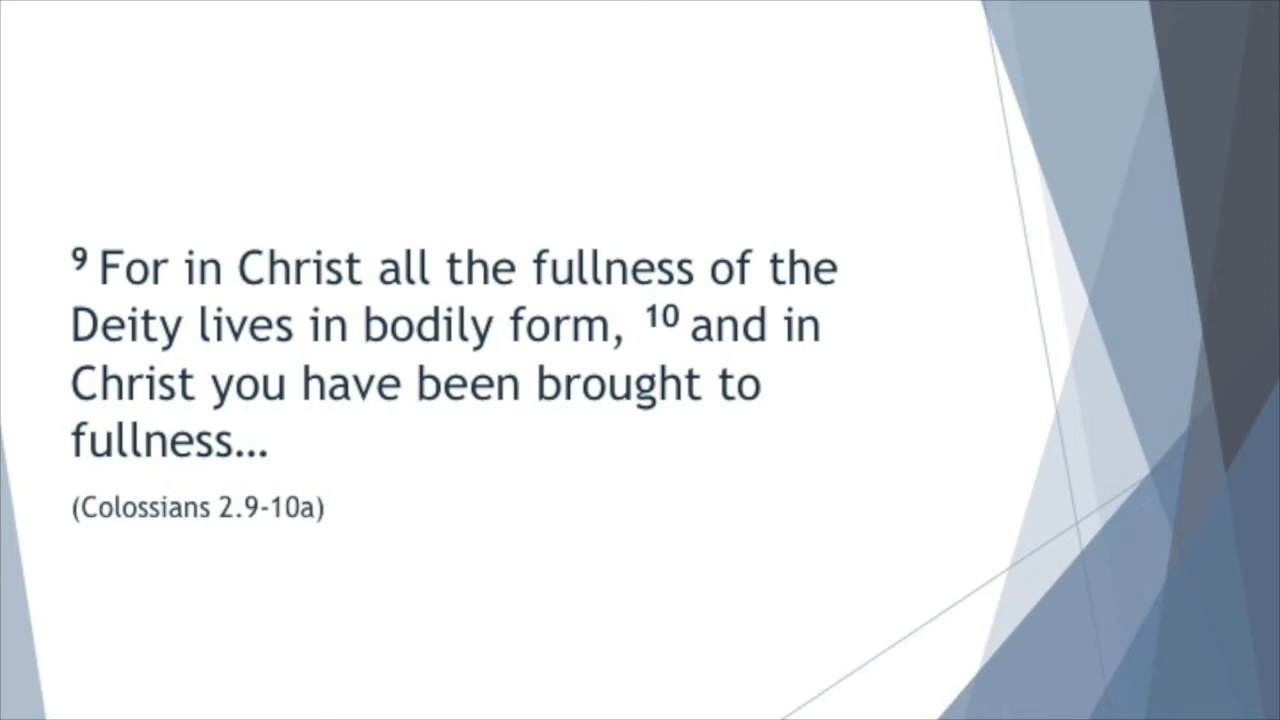 ⁹ For in Christ all the fullness of the
Deity lives in bodily form, ¹⁰ and in
Christ you have been brought to
fullness…
(Colossians 2.9-10a)